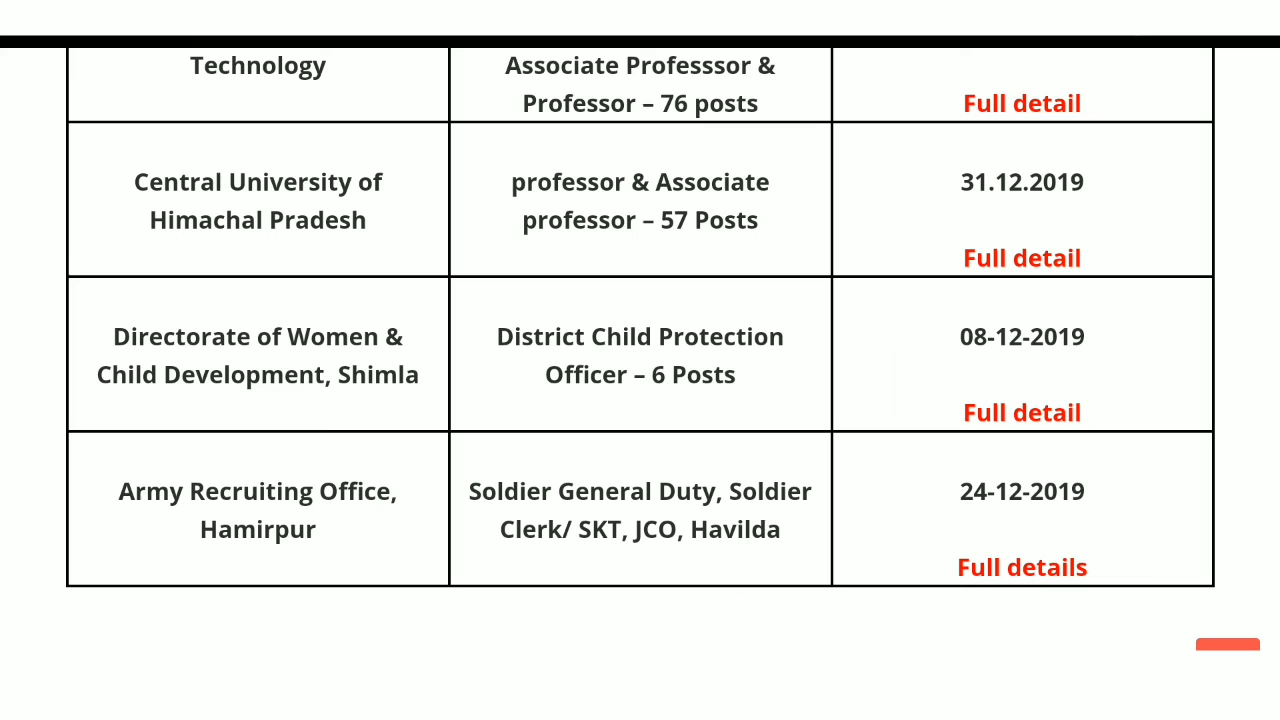 Technology
Associate Professsor &
Professor – 76 posts
Full detail
Central University of
Himachal Pradesh
professor & Associate
professor – 57 Posts
31.12.2019
Full detail
Directorate of Women &
Child Development, Shimla
District Child Protection
Officer – 6 Posts
08-12-2019
Full detail
Army Recruiting Office,
Hamirpur
Soldier General Duty, Soldier
Clerk/ SKT, JCO, Havilda
24-12-2019
Full details